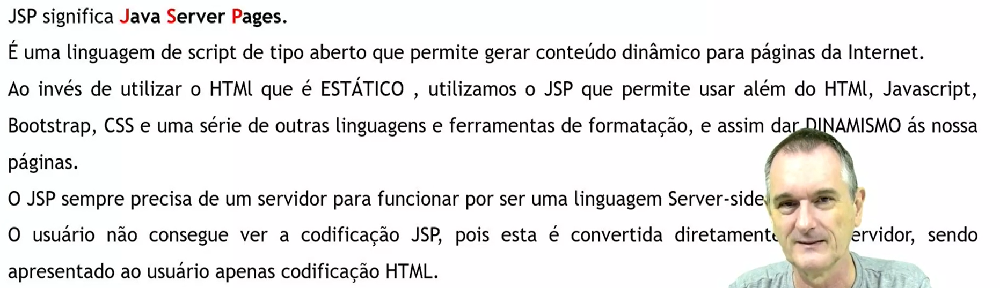 JSP significa Java Server Pages.
É uma linguagem de script de tipo aberto que permite gerar conteúdo dinâmico para páginas da Internet.
Ao invés de utilizar o HTMl que é ESTÁTICO , utilizamos o JSP que permite usar além do HTMl, Javascript,
Bootstrap, CSS e uma série de outras linguagens e ferramentas de formatação, e assim dar DINAMISMO ás nossa
páginas.
O JSP sempre precisa de um servidor para funcionar por ser uma linguagem Server-side
O usuário não consegue ver a codificação JSP, pois esta é convertida diretamente ervidor, sendo
apresentado ao usuário apenas codificação HTML.